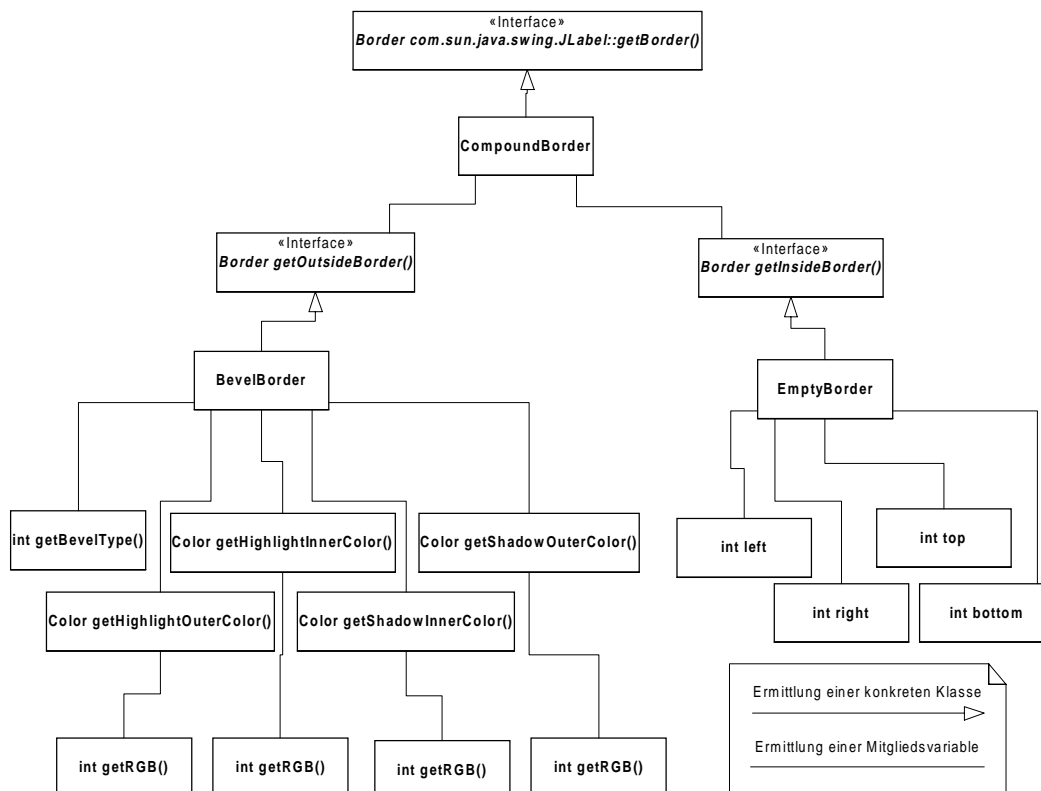 «Interface»
Border com.sun.java.swing.JLabel::getBorder()
CompoundBorder
«Interface»
Border getOutsideBorder()
«Interface»
Border getInsideBorder()
BevelBorder
EmptyBorder
int getBevelType()
Color getHighlightInnerColor()
Color getShadowOuterColor()
int left
int top
Color getHighlightOuterColor()
Color getShadowInnerColor()
int right
int bottom
Ermittlung einer konkreten Klasse
Ermittlung einer Mitgliedsvariable
int getRGB()
int getRGB()
int getRGB()
int getRGB()